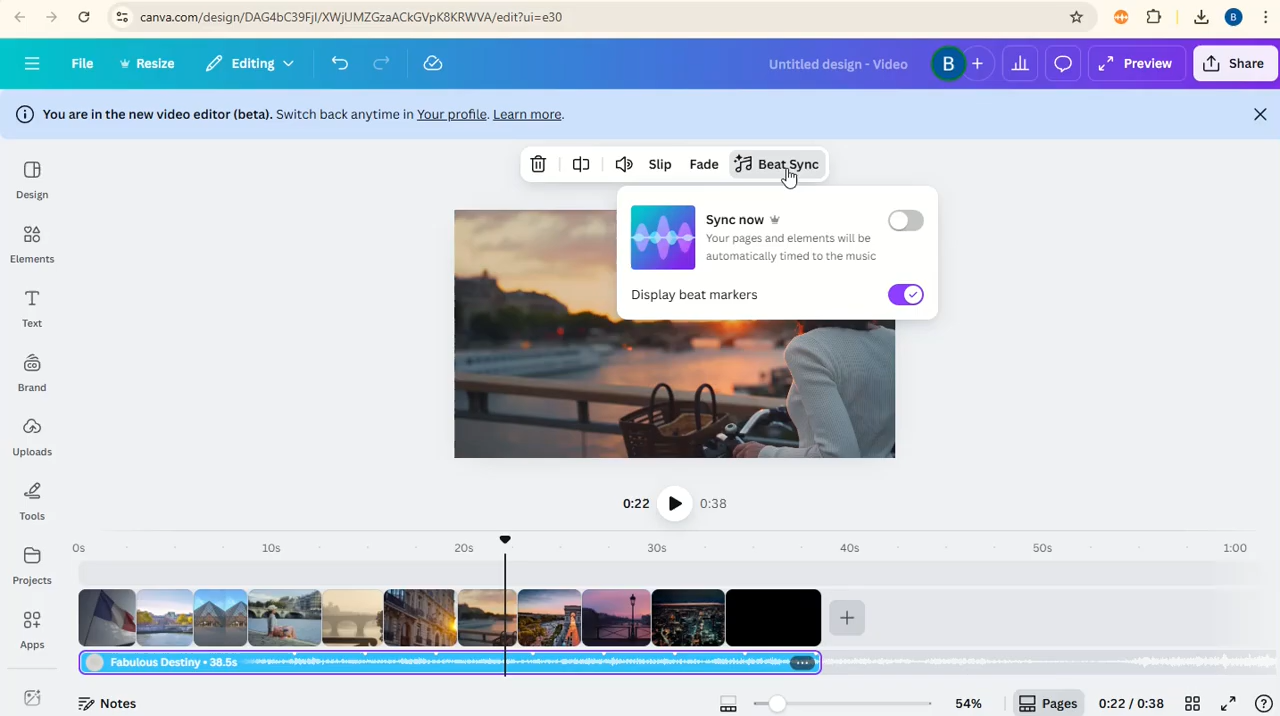 canva.com/design/DAG4bC39FjI/XWjUMZGzaACkGVpK8KRWVA/edit?ui=e30
B
File
Resize
Editing
Untitled design - Video
B
Preview
Share
You are in the new video editor (beta). Switch back anytime in Your profile. Learn more.
Design
Elements
Text
Brand
Uploads
Tools
Projects
Apps
Slip
Fade
Beat Sync
Sync now
Your pages and elements will be
automatically timed to the music
Display beat markers
0:22
0:38
0s
10s
20s
30s
40s
50s
1:00
Fabulous Destiny • 38.5s
Notes
54%
Pages
0:22 / 0:38